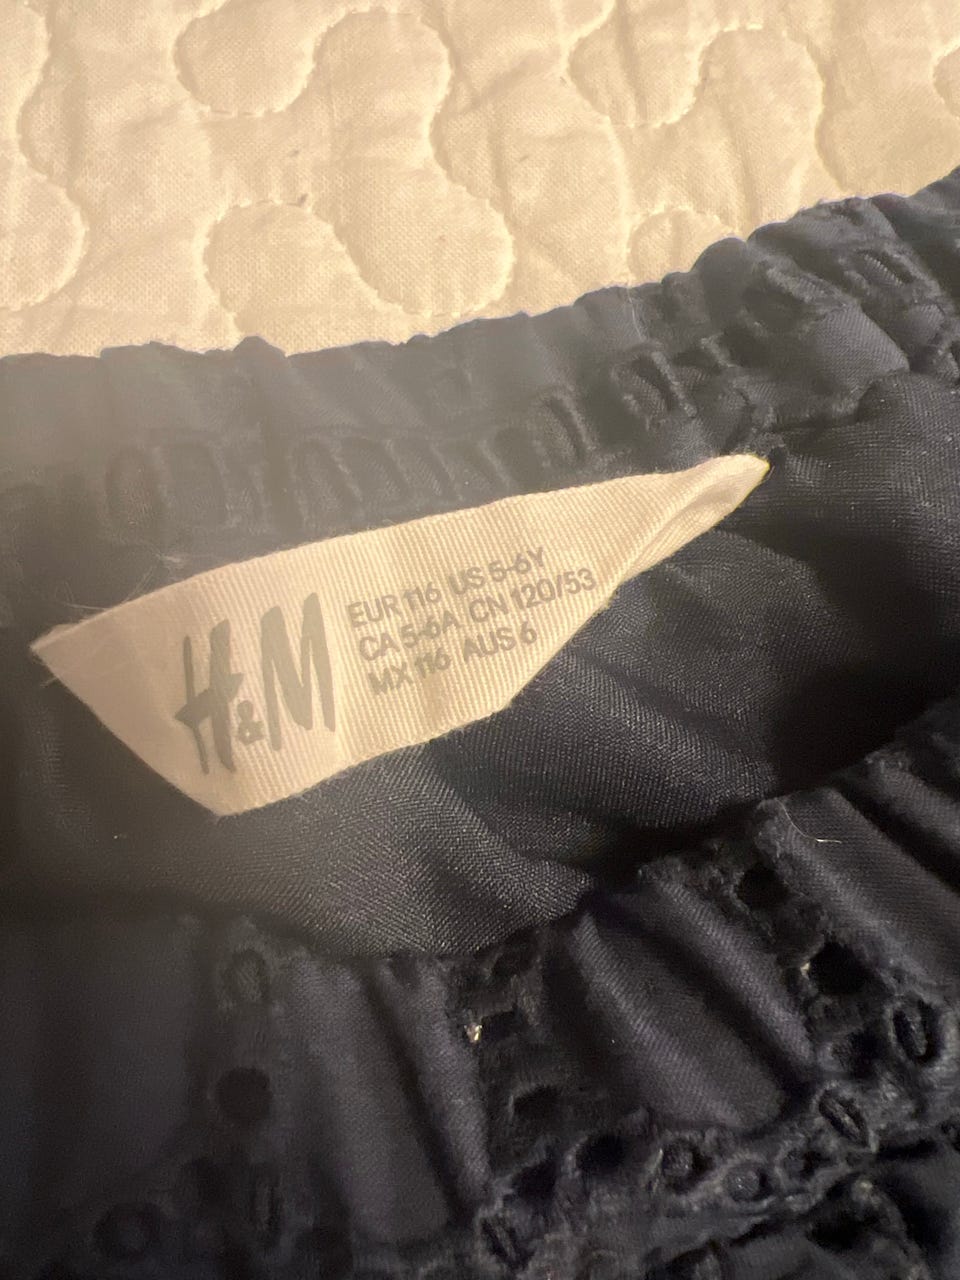 H&M
EUR 116 US 5-6Y
CA 5-6A CN 120/53
MX 116 AUS 6